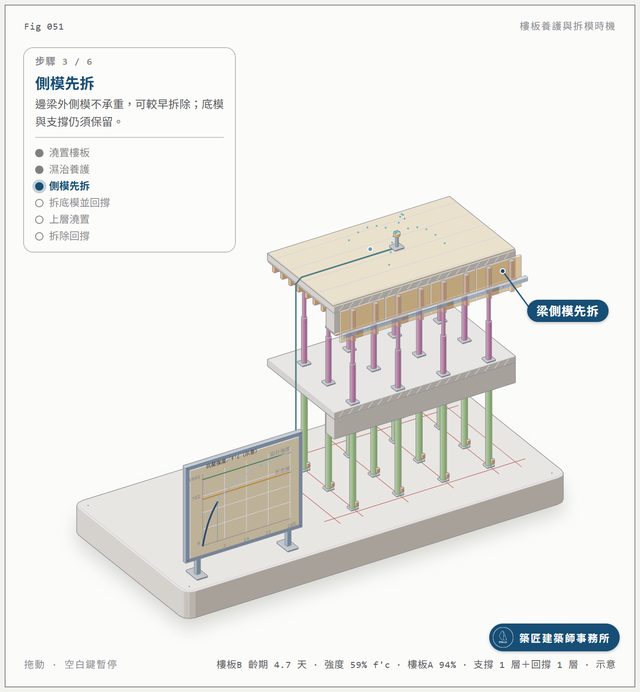 Fig 051
樓板養護與拆模時機
步驟 3 / 6
側模先拆
邊梁外側模不承重，可較早拆除；底模
與支撐仍須保留。
澆置樓板
濕治養護
側模先拆
拆底模並回撐
上層澆置
拆除回撐
梁側模先拆
築匠建築師事務所
拖動 · 空白鍵暫停
樓板B 齡期 4.7 天 · 強度 59% f'c · 樓板A 94% · 支撐 1 層＋回撐 1 層 · 示意